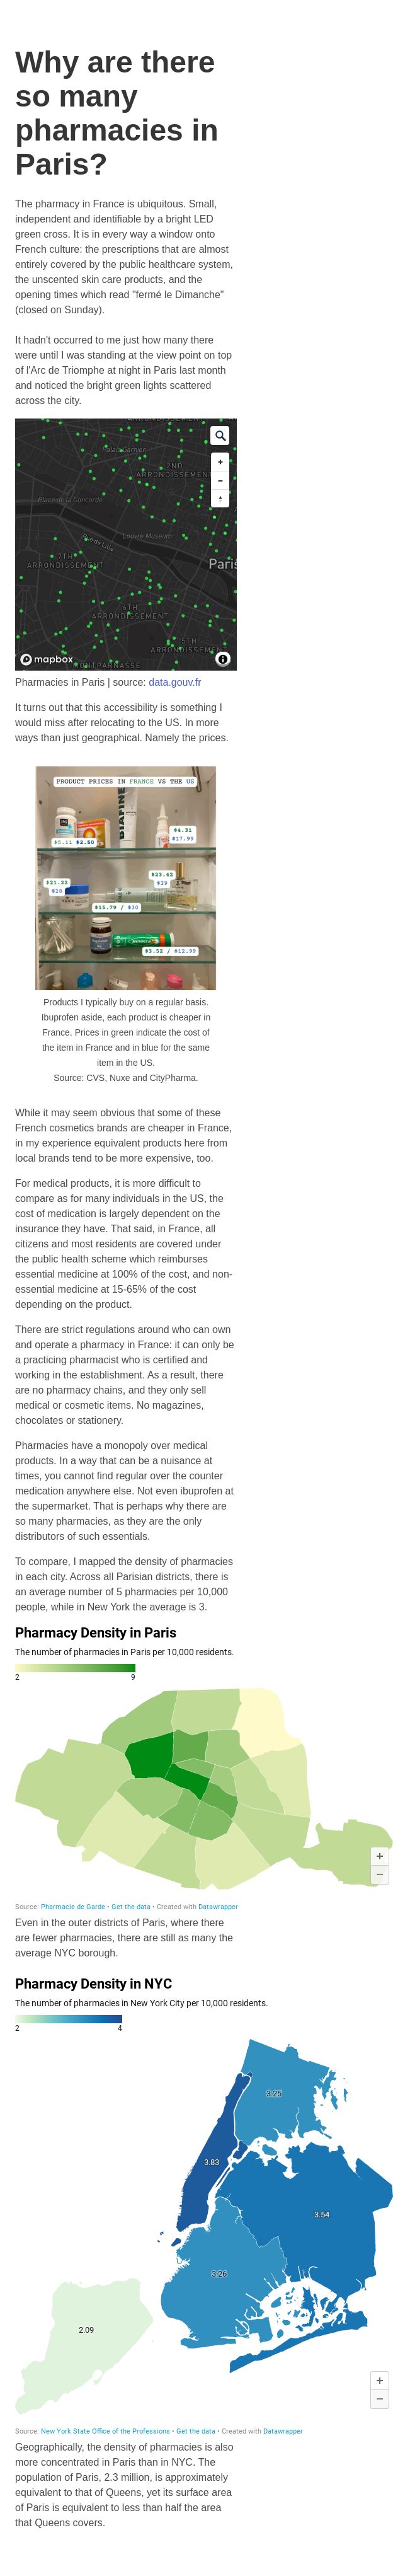 Why are there
so many
pharmacies in
Paris?
The pharmacy in France is ubiquitous. Small,
independent and identifiable by a bright LED
green cross. It is in every way a window onto
French culture: the prescriptions that are almost
entirely covered by the public healthcare system,
the unscented skin care products, and the
opening times which read "fermé le Dimanche"
(closed on Sunday).
It hadn't occurred to me just how many there
were until I was standing at the view point on top
of l'Arc de Triomphe at night in Paris last month
and noticed the bright green lights scattered
across the city.
ARRONDISSEMENT
Palais Garnier
2ND
ARRONDISSEMENT
Place de la Concorde
Rue de Lille
Louvre Museum
Paris
7TH
ARRONDISSEMENT
6TH
ARRONDISSEMENT
5TH
ARRONDISSEMENT
mapbox
MONTPARNASSE
Pharmacies in Paris | source: data.gouv.fr
It turns out that this accessibility is something I
would miss after relocating to the US. In more
ways than just geographical. Namely the prices.
PRODUCT PRICES IN FRANCE VS THE US
$4.31
$17.99
$5.11 $2.50
$23.62
$29
$21.22
$28
$15.79 / $30
$3.52 / $12.99
Products I typically buy on a regular basis.
Ibuprofen aside, each product is cheaper in
France. Prices in green indicate the cost of
the item in France and in blue for the same
item in the US.
Source: CVS, Nuxe and CityPharma.
While it may seem obvious that some of these
French cosmetics brands are cheaper in France,
in my experience equivalent products here from
local brands tend to be more expensive, too.
For medical products, it is more difficult to
compare as for many individuals in the US, the
cost of medication is largely dependent on the
insurance they have. That said, in France, all
citizens and most residents are covered under
the public health scheme which reimburses
essential medicine at 100% of the cost, and non-
essential medicine at 15-65% of the cost
depending on the product.
There are strict regulations around who can own
and operate a pharmacy in France: it can only be
a practicing pharmacist who is certified and
working in the establishment. As a result, there
are no pharmacy chains, and they only sell
medical or cosmetic items. No magazines,
chocolates or stationery.
Pharmacies have a monopoly over medical
products. In a way that can be a nuisance at
times, you cannot find regular over the counter
medication anywhere else. Not even ibuprofen at
the supermarket. That is perhaps why there are
so many pharmacies, as they are the only
distributors of such essentials.
To compare, I mapped the density of pharmacies
in each city. Across all Parisian districts, there is
an average number of 5 pharmacies per 10,000
people, while in New York the average is 3.
Pharmacy Density in Paris
The number of pharmacies in Paris per 10,000 residents.
2 9
Source: Pharmacie de Garde • Get the data • Created with Datawrapper
Even in the outer districts of Paris, where there
are fewer pharmacies, there are still as many the
average NYC borough.
Pharmacy Density in NYC
The number of pharmacies in New York City per 10,000 residents.
2 4
3.25
3.83
3.54
3.26
2.09
Source: New York State Office of the Professions • Get the data • Created with Datawrapper
Geographically, the density of pharmacies is also
more concentrated in Paris than in NYC. The
population of Paris, 2.3 million, is approximately
equivalent to that of Queens, yet its surface area
of Paris is equivalent to less than half the area
that Queens covers.